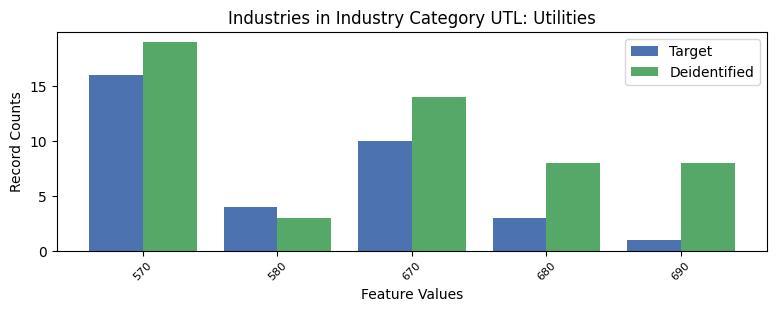 Industries in Industry Category UTL: Utilities
Target
Deidentified
Record Counts
15
10
5
0
570
580
670
680
690
Feature Values